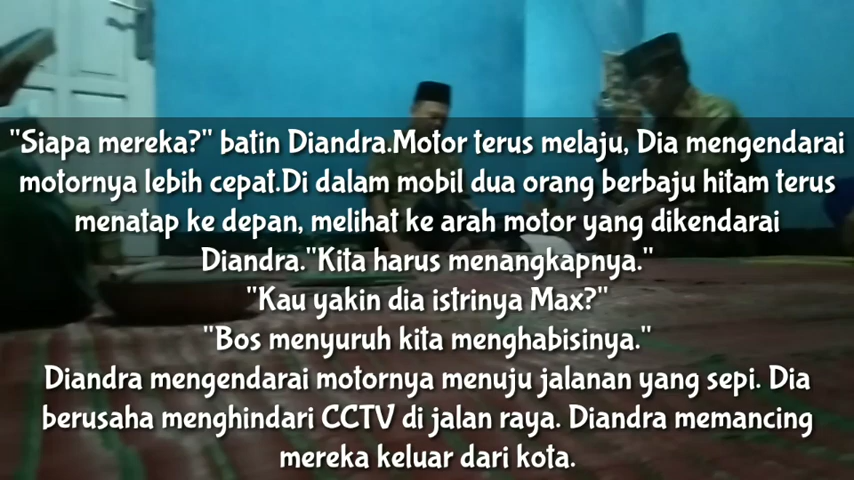 "Siapa mereka?" batin Diandra.Motor terus melaju, Dia mengendarai
motornya lebih cepat.Di dalam mobil dua orang berbaju hitam terus
menatap ke depan, melihat ke arah motor yang dikendarai
Diandra."Kita harus menangkapnya."
"Kau yakin dia istrinya Max?"
"Bos menyuruh kita menghabisinya."
Diandra mengendarai motornya menuju jalanan yang sepi. Dia
berusaha menghindari CCTV di jalan raya. Diandra memancing
mereka keluar dari kota.